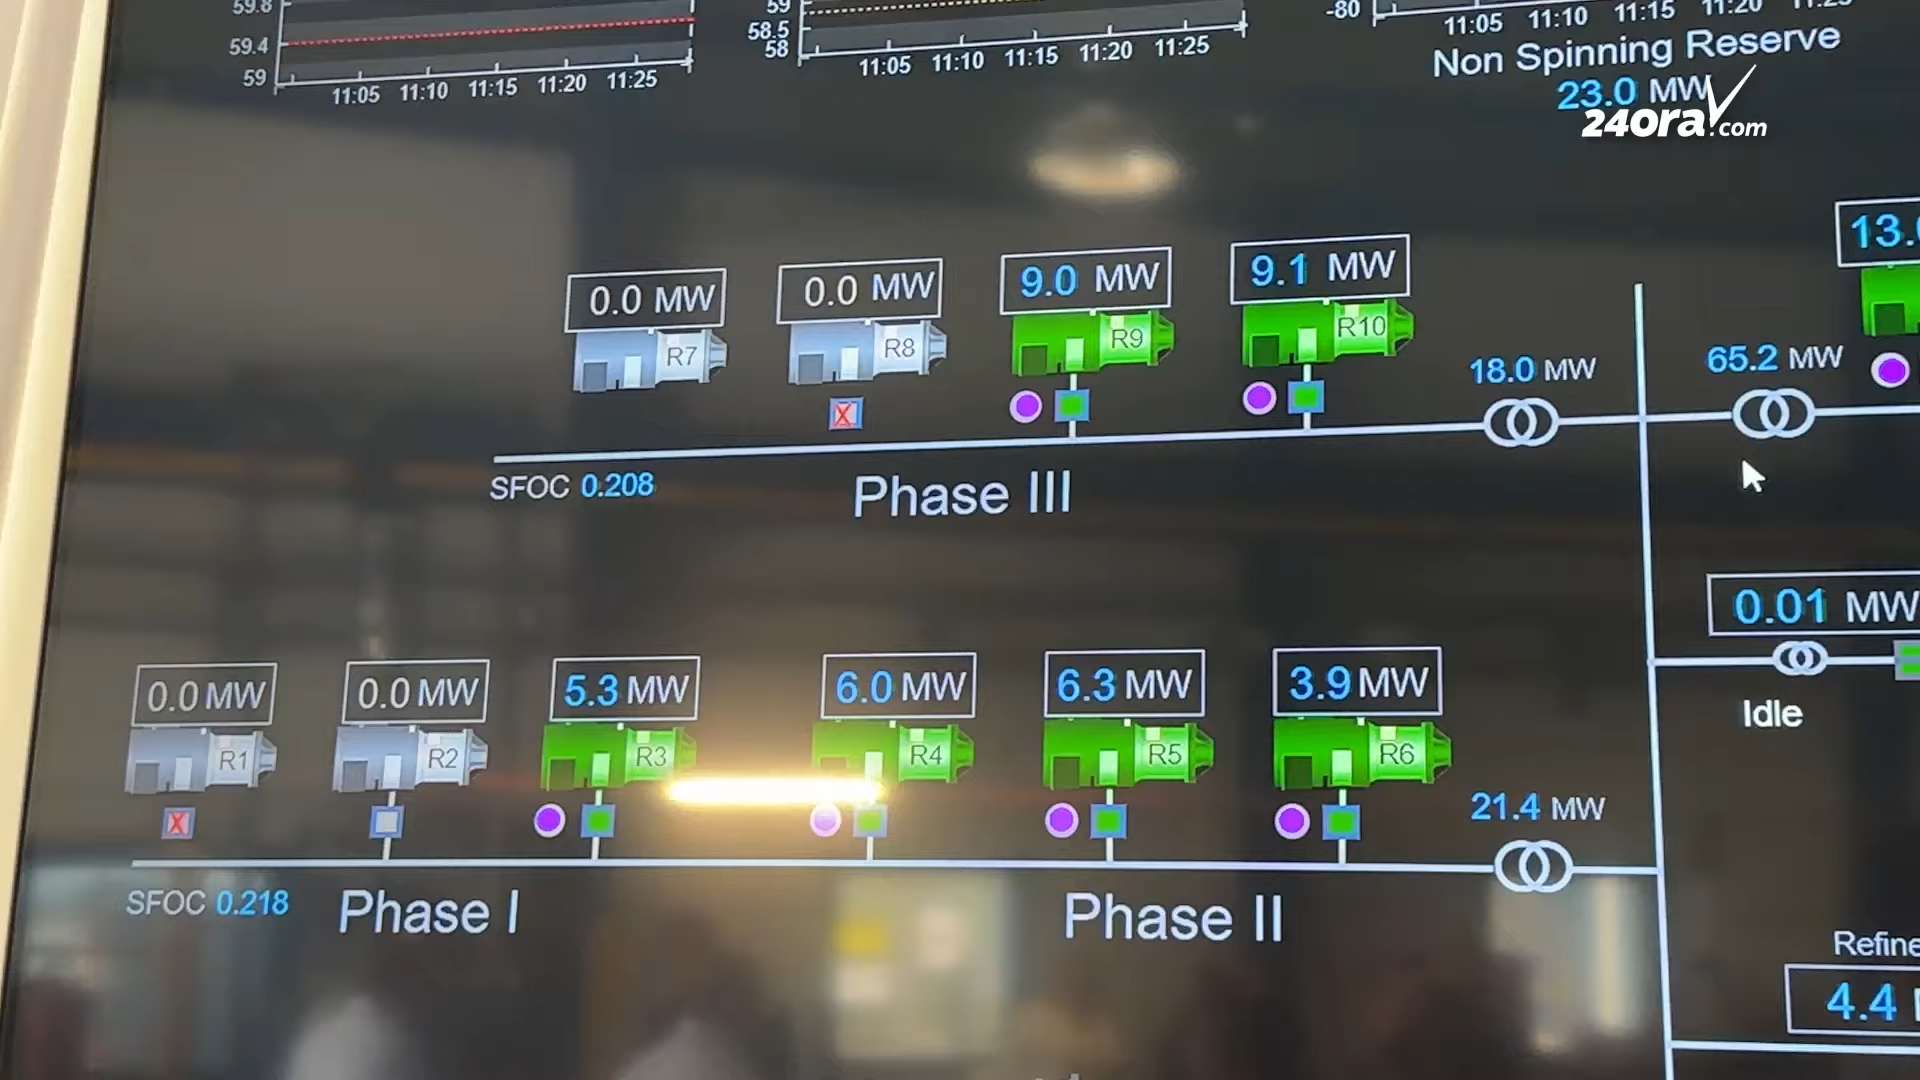 59.8
59.4
59
11:05 11:10 11:15 11:20 11:25
59
58.5
58
11:05 11:10 11:15 11:20 11:25
-80
11:05 11:10 11:15 11:20
Non Spinning Reserve
23.0 MW
24ora.com
0.0 MW
0.0 MW
9.0 MW
9.1 MW
R7
R8
R9
R10
18.0 MW
65.2 MW
SFOC 0.208
Phase III
0.01 MW
Idle
0.0 MW
0.0 MW
5.3 MW
6.0 MW
6.3 MW
3.9 MW
R1
R2
R3
R4
R5
R6
21.4 MW
SFOC 0.218
Phase I
Phase II
4.4